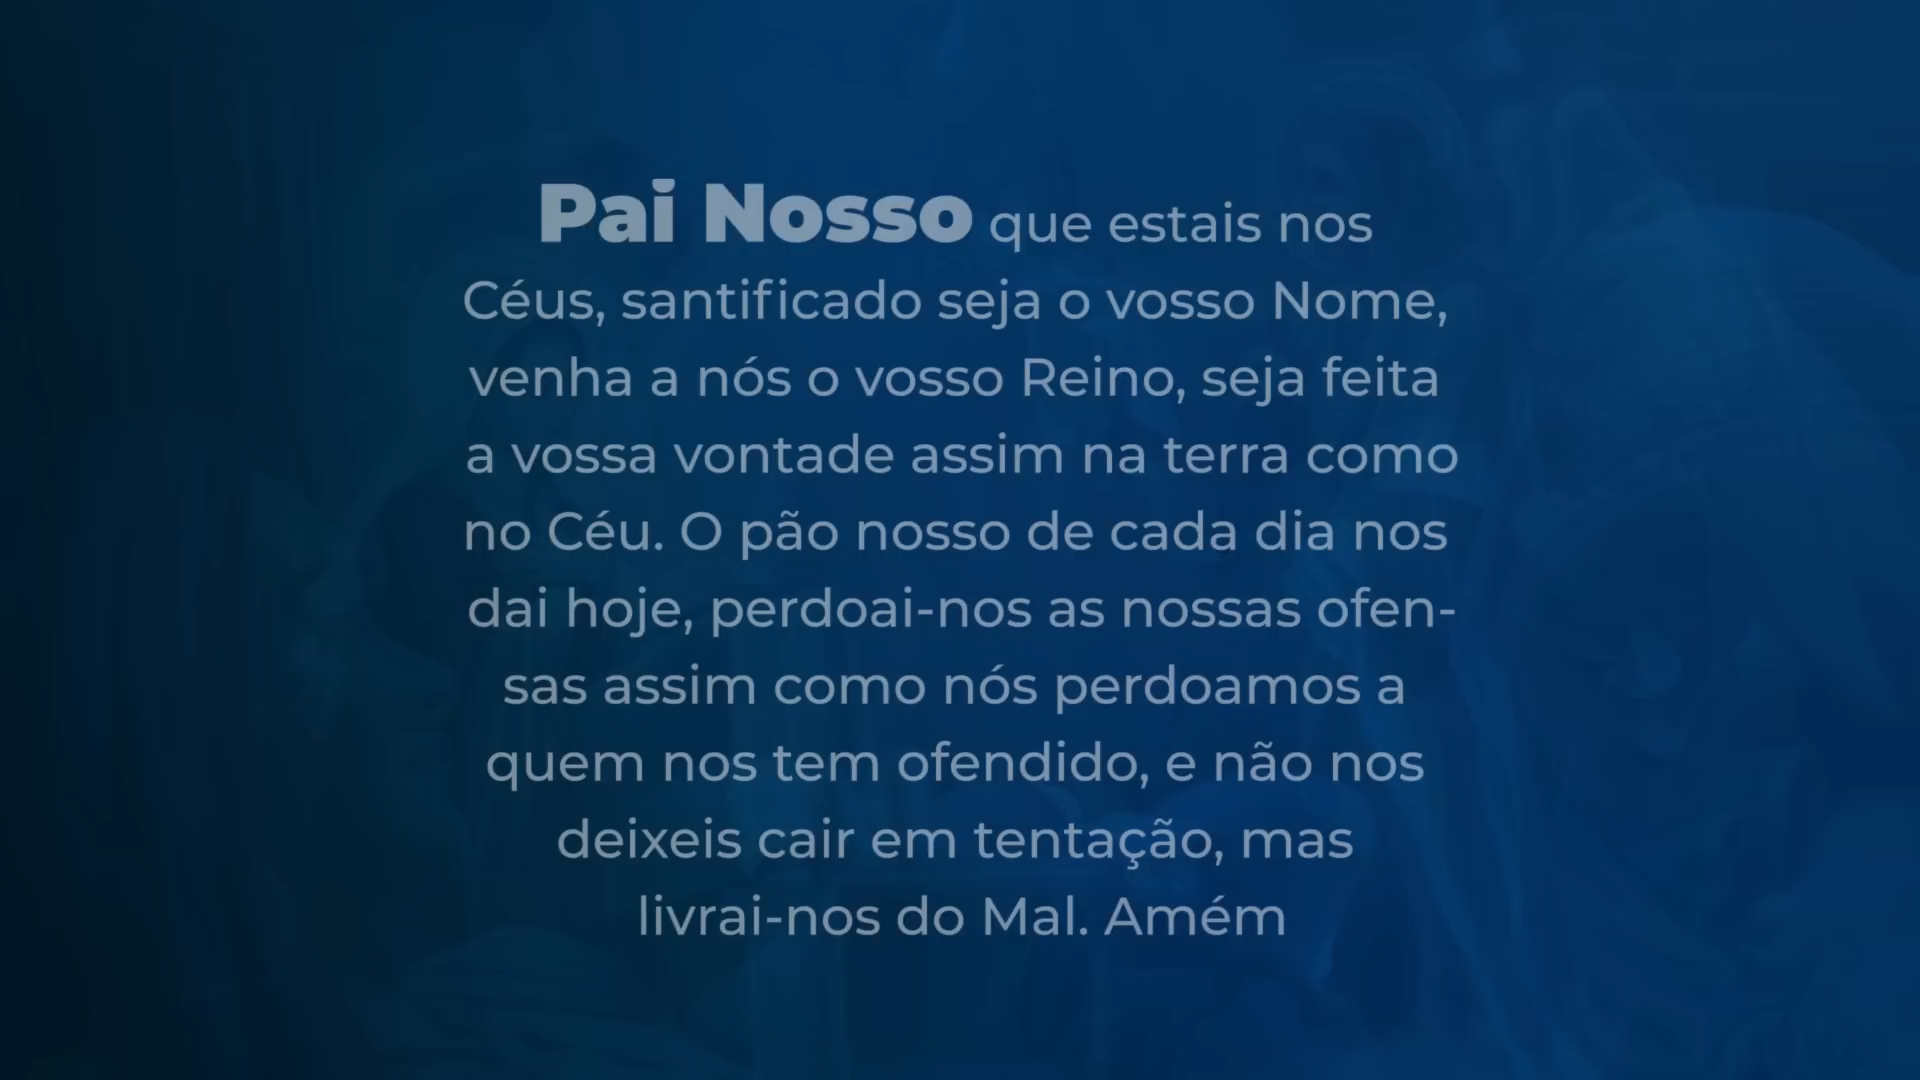 Pai Nosso que estais nos
Céus, santificado seja o vosso Nome,
venha a nós o vosso Reino, seja feita
a vossa vontade assim na terra como
no Céu. O pão nosso de cada dia nos
dai hoje, perdoai-nos as nossas ofen-
sas assim como nós perdoamos a
quem nos tem ofendido, e não nos
deixeis cair em tentação, mas
livrai-nos do Mal. Amém